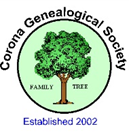 Corona Genealogical Society
FAMILY TREE
Established 2002